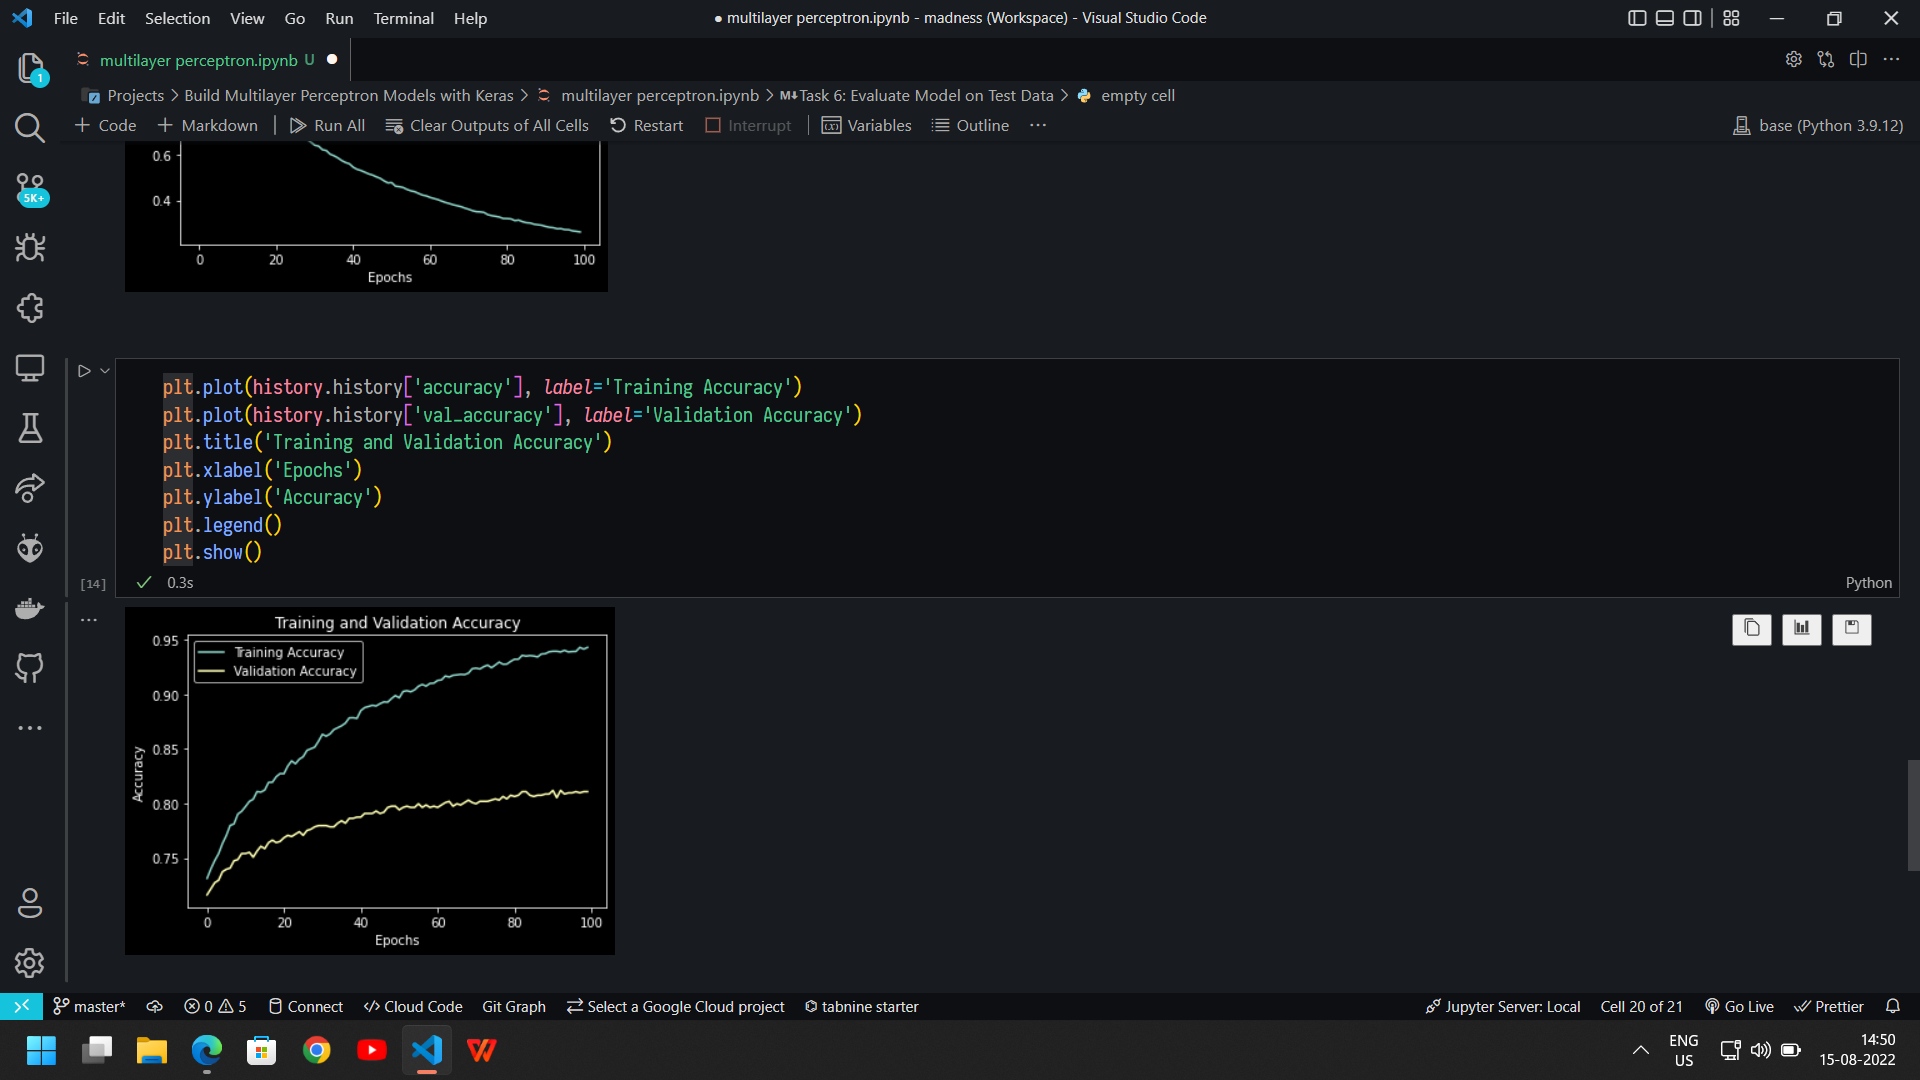 File Edit Selection View Go Run Terminal Help ● multilayer perceptron.ipynb - madness (Workspace) - Visual Studio Code
multilayer perceptron.ipynb U
1
Projects > Build Multilayer Perceptron Models with Keras > multilayer perceptron.ipynb > M↓Task 6: Evaluate Model on Test Data > empty cell
+ Code + Markdown Run All Clear Outputs of All Cells Restart Interrupt Variables Outline ... base (Python 3.9.12)
5K+
0.6
0.4
0 20 40 60 80 100
Epochs
plt.plot(history.history['accuracy'], label='Training Accuracy')
plt.plot(history.history['val_accuracy'], label='Validation Accuracy')
plt.title('Training and Validation Accuracy')
plt.xlabel('Epochs')
plt.ylabel('Accuracy')
plt.legend()
plt.show()
[14] 0.3s Python
Training and Validation Accuracy
Training Accuracy
Validation Accuracy
0.95
0.90
0.85
0.80
0.75
Accuracy
0 20 40 60 80 100
Epochs
master* 0 5 Connect Cloud Code Git Graph Select a Google Cloud project tabnine starter Jupyter Server: Local Cell 20 of 21 Go Live Prettier
ENG
US
14:50
15-08-2022